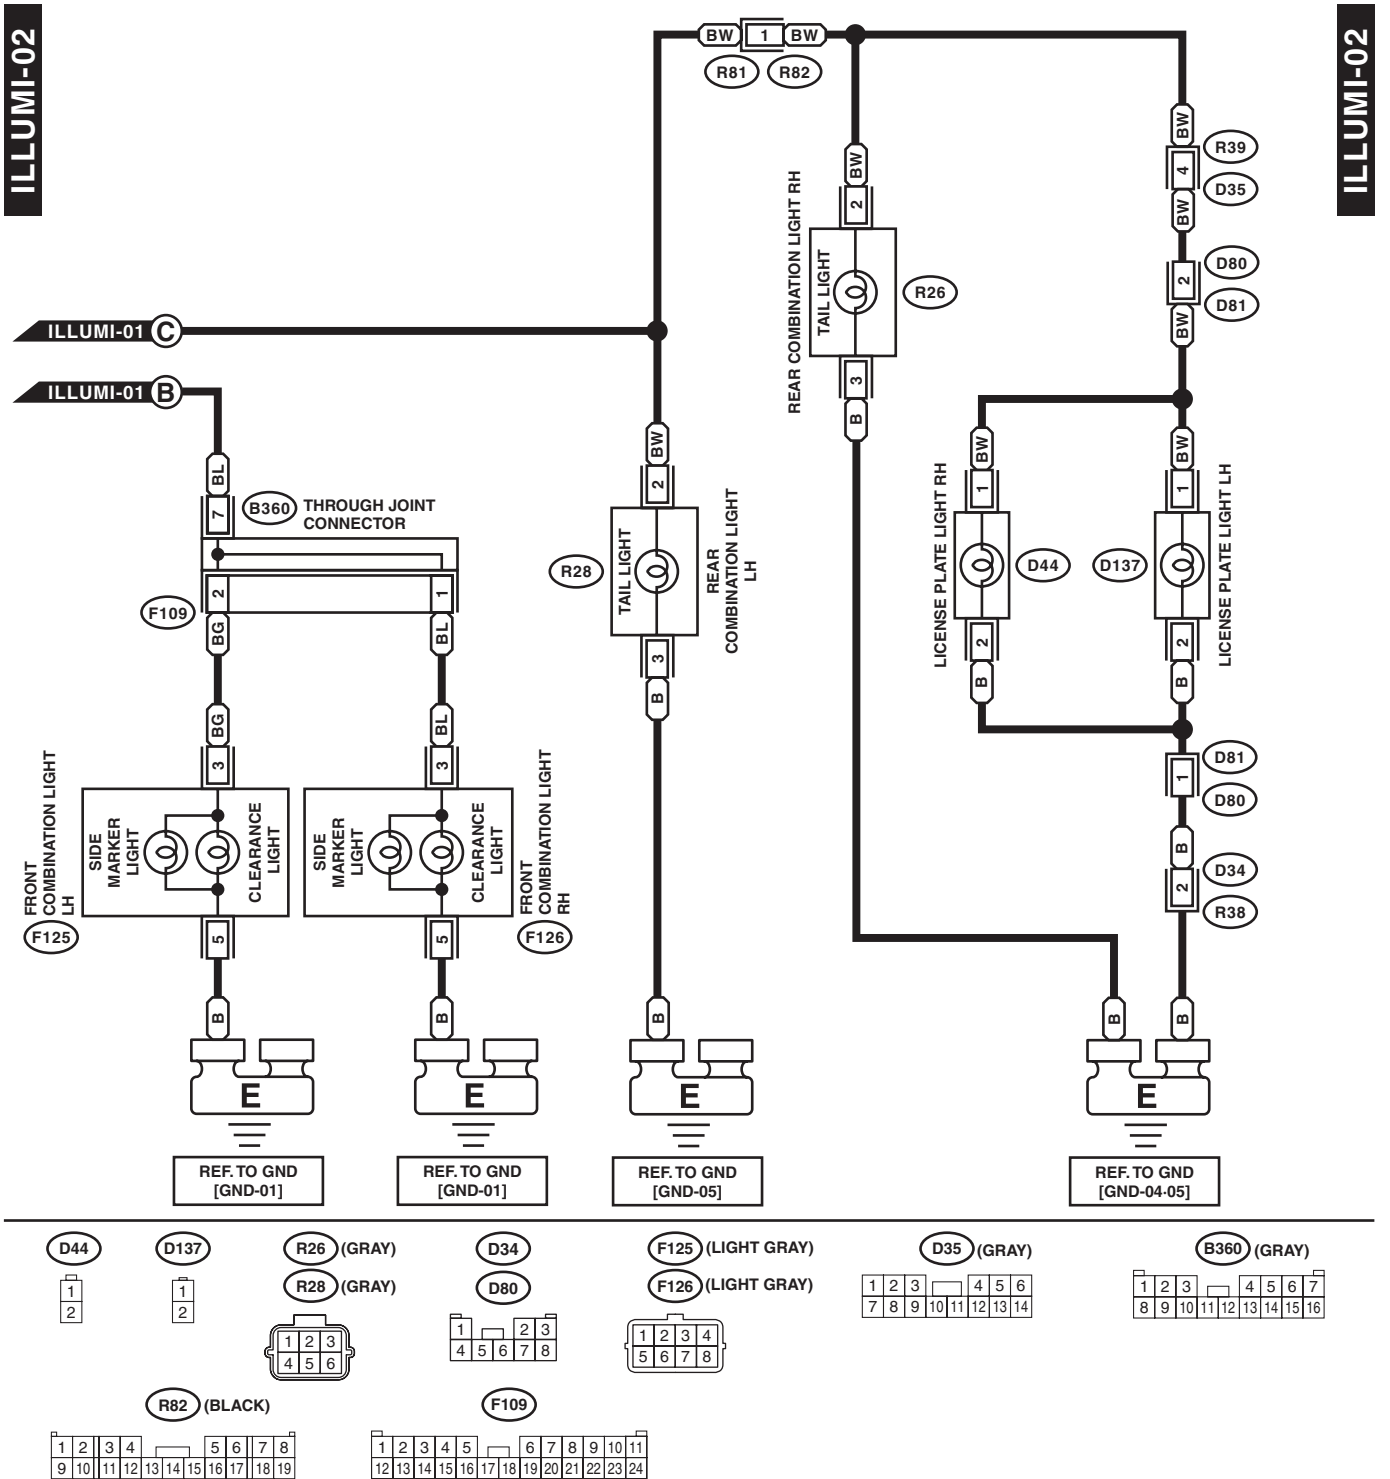 ILLUMI-02
ILLUMI-02
BW 1 BW
R81 R82
BW
4
BW
R39
D35
2
BW
D80
D81
REAR COMBINATION LIGHT RH
BW
2
TAIL LIGHT
R26
3
B
ILLUMI-01 C
ILLUMI-01 B
BL
7
B360 THROUGH JOINT
CONNECTOR
2 1
F109
BG BL
BW
2
R28
TAIL LIGHT
REAR
COMBINATION LIGHT
LH
3
B
LICENSE PLATE LIGHT RH
BW
1
D44
2
B
BW
1
D137
LICENSE PLATE LIGHT LH
2
B
BG
3
FRONT
COMBINATION LIGHT
LH
SIDE
MARKER
LIGHT
CLEARANCE
LIGHT
F125
5
BL
3
SIDE
MARKER
LIGHT
CLEARANCE
LIGHT
FRONT
COMBINATION LIGHT
RH
F126
5
1
D81
D80
B
2
D34
R38
B B B B B
E E E E
REF. TO GND
[GND-01]
REF. TO GND
[GND-01]
REF. TO GND
[GND-05]
REF. TO GND
[GND-04·05]
D44
1
2
D137
1
2
R26 (GRAY)
R28 (GRAY)
1 2 3
4 5 6
D34
D80
1 2 3
4 5 6 7 8
F125 (LIGHT GRAY)
F126 (LIGHT GRAY)
1 2 3 4
5 6 7 8
D35 (GRAY)
1 2 3 4 5 6
7 8 9 10 11 12 13 14
B360 (GRAY)
1 2 3 4 5 6 7
8 9 10 11 12 13 14 15 16
R82 (BLACK)
1 2 3 4 5 6 7 8
9 10 11 12 13 14 15 16 17 18 19
F109
1 2 3 4 5 6 7 8 9 10 11
12 13 14 15 16 17 18 19 20 21 22 23 24